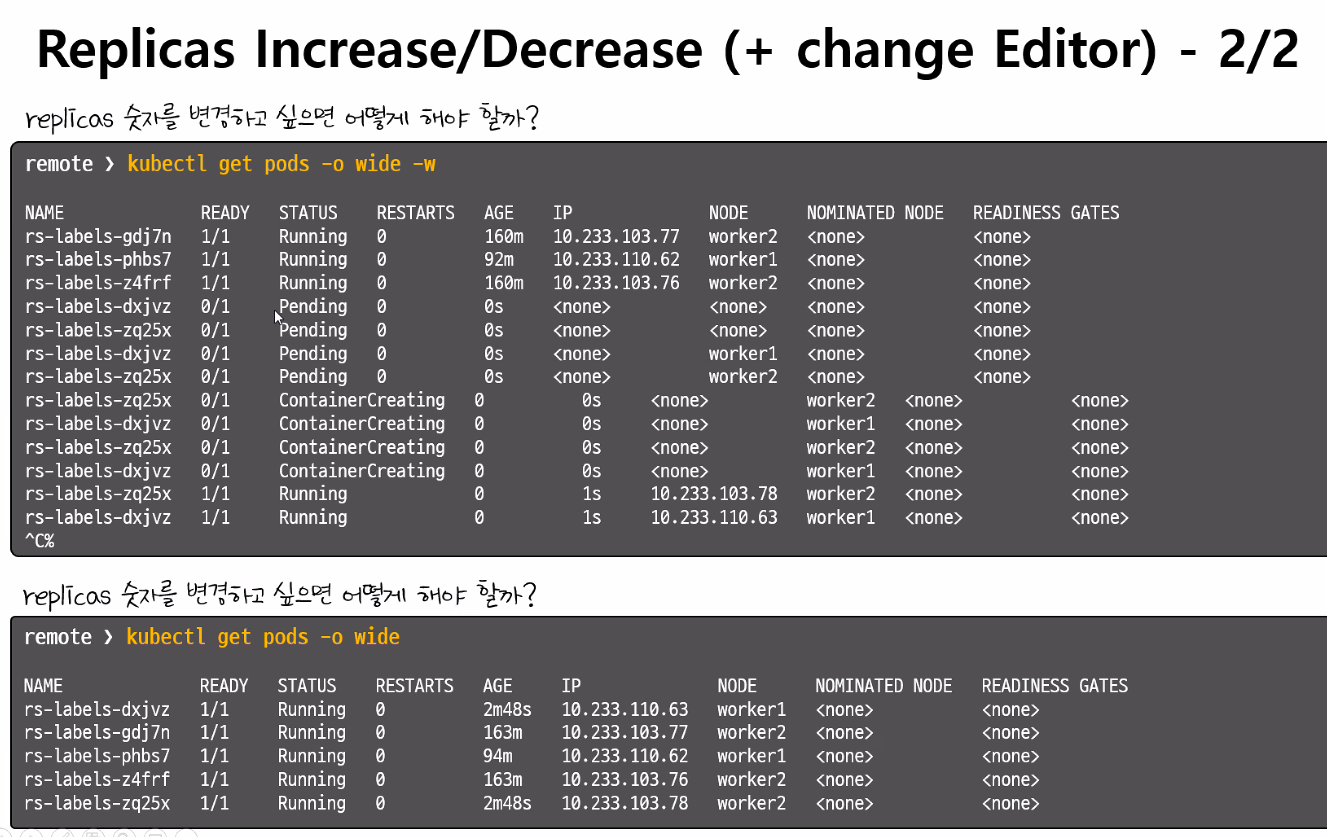 Replicas Increase/Decrease (+ change Editor) - 2/2
replicas 숫자를 변경하고 싶으면 어떻게 해야 할까?
remote ❯ kubectl get pods -o wide -w
NAME READY STATUS RESTARTS AGE IP NODE NOMINATED NODE READINESS GATES
rs-labels-gdj7n 1/1 Running 0 160m 10.233.103.77 worker2 <none> <none>
rs-labels-phbs7 1/1 Running 0 92m 10.233.110.62 worker1 <none> <none>
rs-labels-z4frf 1/1 Running 0 160m 10.233.103.76 worker2 <none> <none>
rs-labels-dxjvz 0/1 Pending 0 0s <none> <none> <none> <none>
rs-labels-zq25x 0/1 Pending 0 0s <none> <none> <none> <none>
rs-labels-dxjvz 0/1 Pending 0 0s <none> worker1 <none> <none>
rs-labels-zq25x 0/1 Pending 0 0s <none> worker2 <none> <none>
rs-labels-zq25x 0/1 ContainerCreating 0 0s <none> worker2 <none> <none>
rs-labels-dxjvz 0/1 ContainerCreating 0 0s <none> worker1 <none> <none>
rs-labels-zq25x 0/1 ContainerCreating 0 0s <none> worker2 <none> <none>
rs-labels-dxjvz 0/1 ContainerCreating 0 0s <none> worker1 <none> <none>
rs-labels-zq25x 1/1 Running 0 1s 10.233.103.78 worker2 <none> <none>
rs-labels-dxjvz 1/1 Running 0 1s 10.233.110.63 worker1 <none> <none>
^C%
replicas 숫자를 변경하고 싶으면 어떻게 해야 할까?
remote ❯ kubectl get pods -o wide
NAME READY STATUS RESTARTS AGE IP NODE NOMINATED NODE READINESS GATES
rs-labels-dxjvz 1/1 Running 0 2m48s 10.233.110.63 worker1 <none> <none>
rs-labels-gdj7n 1/1 Running 0 163m 10.233.103.77 worker2 <none> <none>
rs-labels-phbs7 1/1 Running 0 94m 10.233.110.62 worker1 <none> <none>
rs-labels-z4frf 1/1 Running 0 163m 10.233.103.76 worker2 <none> <none>
rs-labels-zq25x 1/1 Running 0 2m48s 10.233.103.78 worker2 <none> <none>